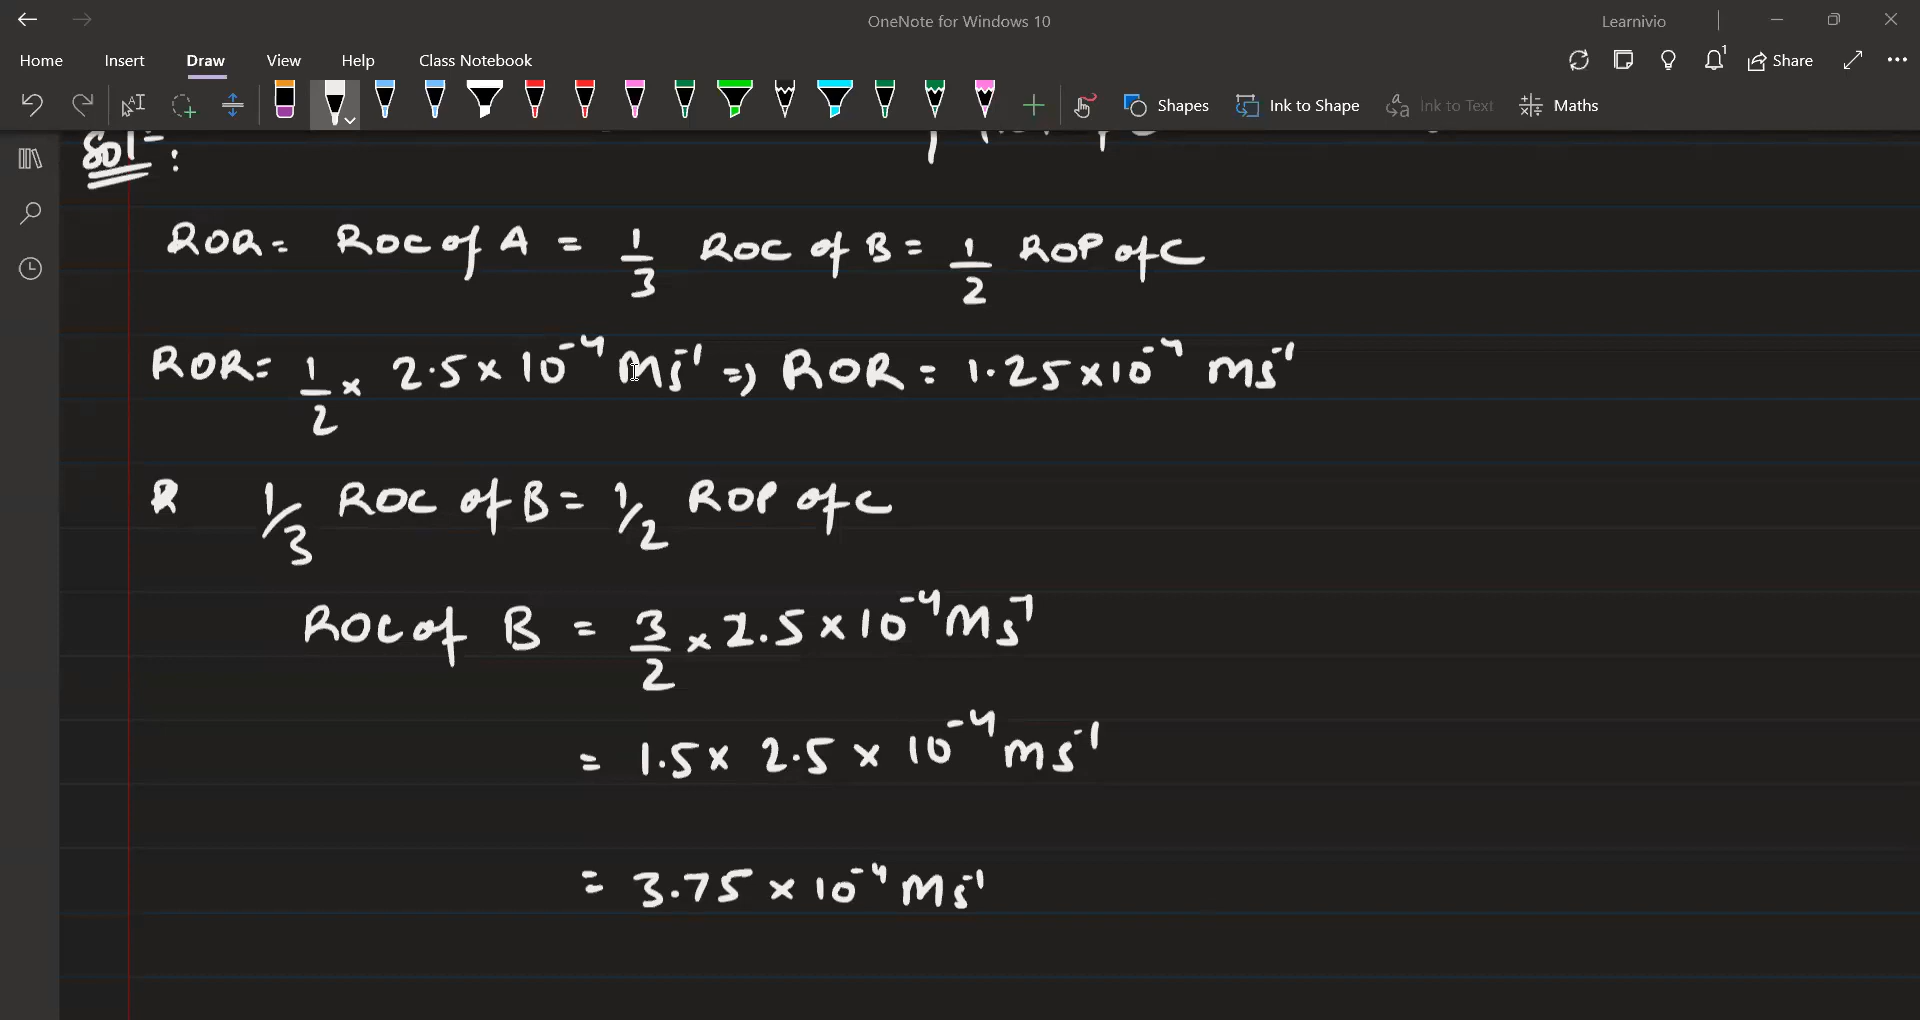 OneNote for Windows 10
Learnivio
Home Insert Draw View Help Class Notebook
1 Share
Shapes Ink to Shape Ink to Text Maths
Solⁿ :
ROR = ROC of A = 1/3 ROC of B = 1/2 ROP of C
ROR = 1/2 × 2.5 × 10⁻⁴ Ms⁻¹ => ROR = 1.25 × 10⁻⁴ Ms⁻¹
1/3 ROC of B = 1/2 ROP of C
ROC of B = 3/2 × 2.5 × 10⁻⁴ Ms⁻¹
= 1.5 × 2.5 × 10⁻⁴ Ms⁻¹
= 3.75 × 10⁻⁴ Ms⁻¹